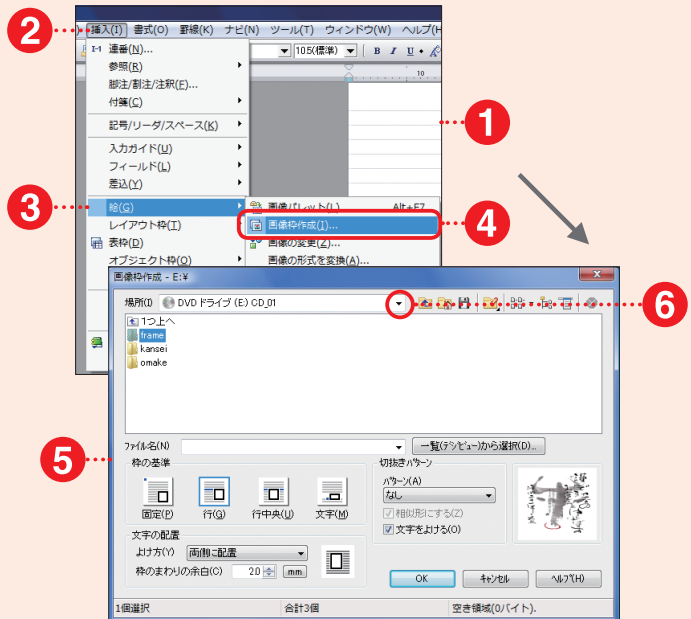 2
挿入(I) 書式(O) 罫線(K) ナビ(N) ツール(T) ウィンドウ(W) ヘルプ(H
連番(N)...
10.5(標準) B I U
参照(R)
脚注/割注/注釈(F)...
10
付箋(C)
1
記号/リーダ/スペース(K)
入力ガイド(U)
フィールド(L)
差込(Y)
3
絵(G)
画像パレット(L) Alt+F7
4
レイアウト枠(T)
画像枠作成(I)...
表枠(D)
画像の変更(Z)...
オブジェクト枠(O)
画像の形式を変換(A)...
画像枠作成 - E:¥
場所(I) DVD ドライブ (E:) CD_01
6
1つ上へ
frame
kansei
omake
5
ファイル名(N)
一覧(デジビュー)から選択(D)...
枠の基準
固定(P) 行(G) 行中央(U) 文字(M)
切抜きパターン
パターン(A)
なし
相似形にする(Z)
文字をよける(O)
文字の配置
よけ方(Y) 両側に配置
枠のまわりの余白(C) 2.0 mm
OK キャンセル ヘルプ(H)
1個選択 合計3個 空き領域(0バイト).